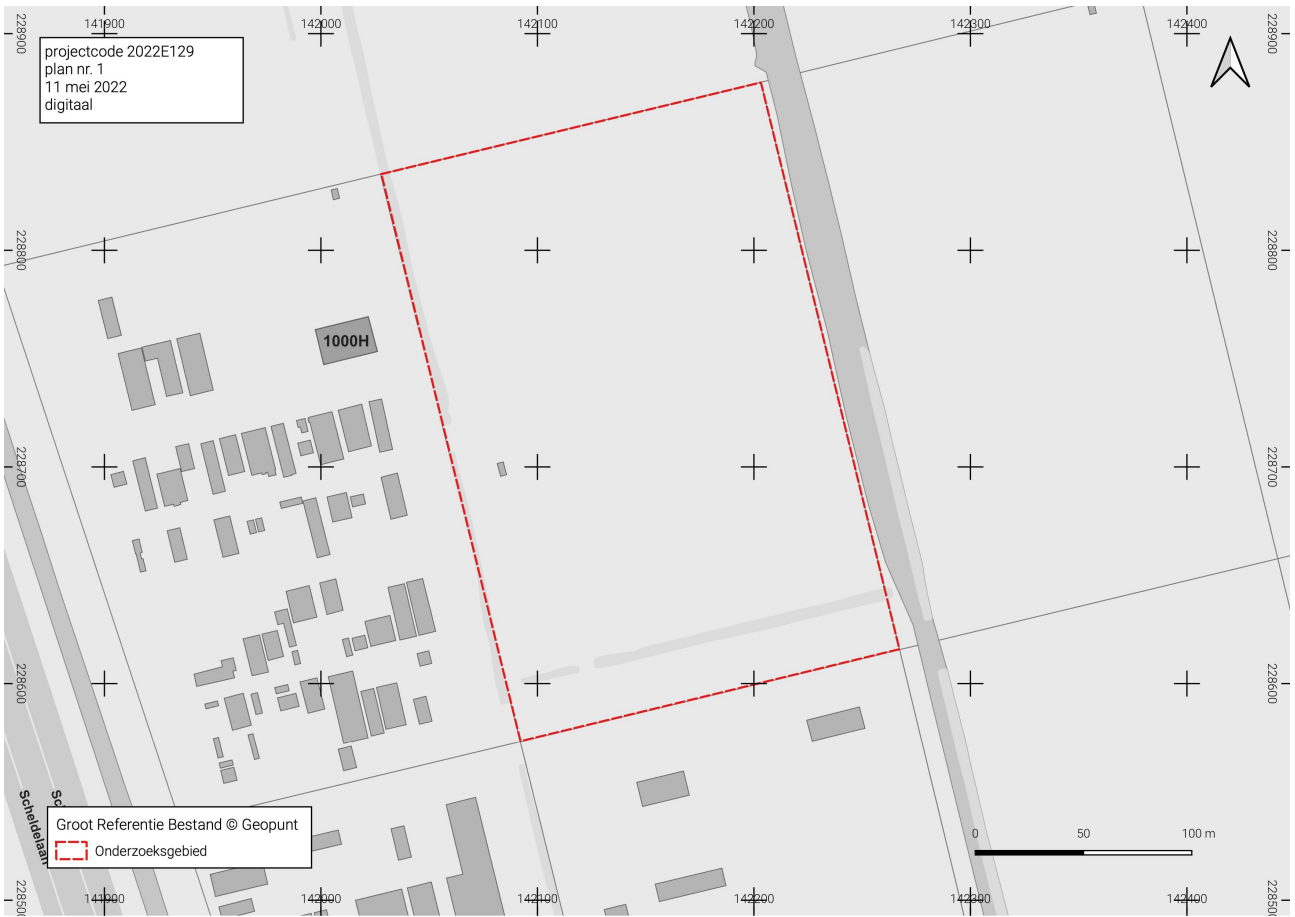 141900 142000 142100 142200 142300 142400
228900 228900
projectcode 2022E129
plan nr. 1
11 mei 2022
digitaal
228800 228800
1000H
228700 228700
228600 228600
Scheldelaan
Groot Referentie Bestand © Geopunt
Onderzoeksgebied
0 50 100 m
141900 142000 142100 142200 142300 142400